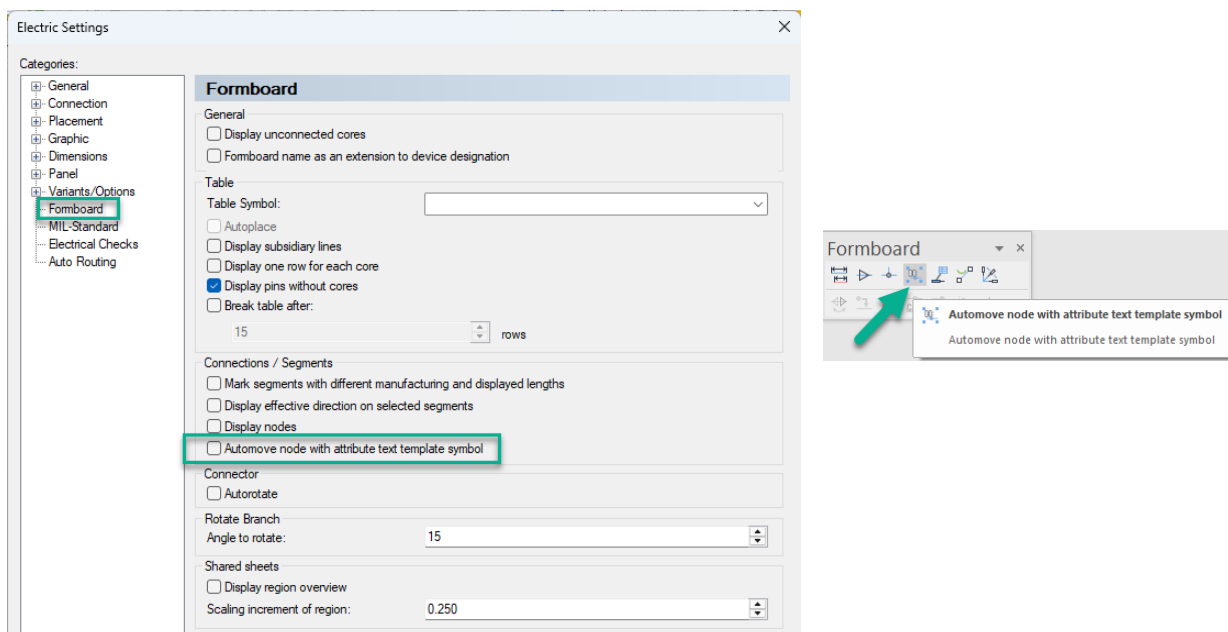 Electric Settings
Categories:
General
Connection
Placement
Graphic
Dimensions
Panel
Variants/Options
Formboard
MIL-Standard
Electrical Checks
Auto Routing
Formboard
General
Display unconnected cores
Formboard name as an extension to device designation
Table
Table Symbol:
Autoplace
Display subsidiary lines
Display one row for each core
Display pins without cores
Break table after:
15 rows
Connections / Segments
Mark segments with different manufacturing and displayed lengths
Display effective direction on selected segments
Display nodes
Automove node with attribute text template symbol
Connector
Autorotate
Rotate Branch
Angle to rotate: 15
Shared sheets
Display region overview
Scaling increment of region: 0.250
Formboard
Automove node with attribute text template symbol
Automove node with attribute text template symbol